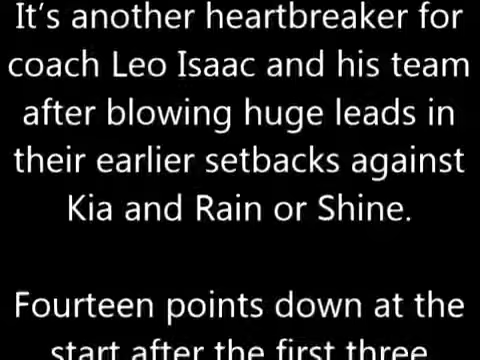 It’s another heartbreaker for
coach Leo Isaac and his team
after blowing huge leads in
their earlier setbacks against
Kia and Rain or Shine.
Fourteen points down at the
start after the first three